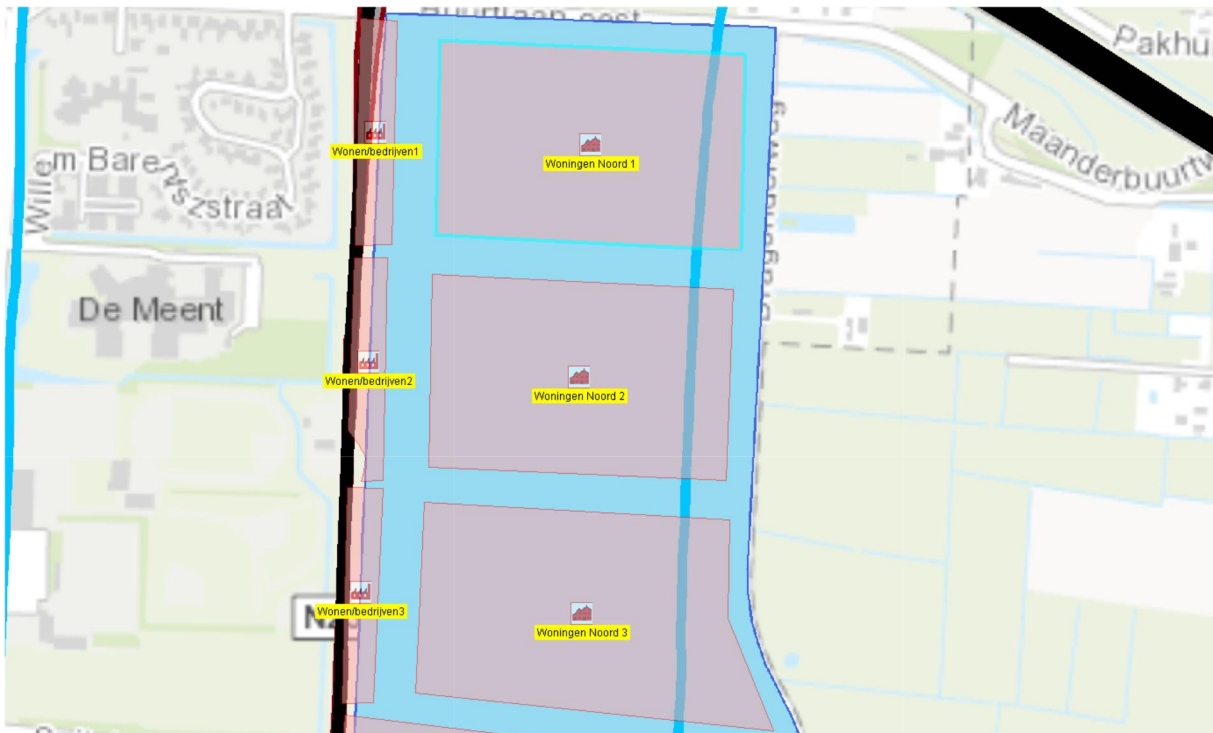 Pakhu
Maanderbuurtw
Willem Barentszstraat
Wonen/bedrijven1
Woningen Noord 1
De Meent
Wonen/bedrijven2
Woningen Noord 2
Wonen/bedrijven3
Woningen Noord 3